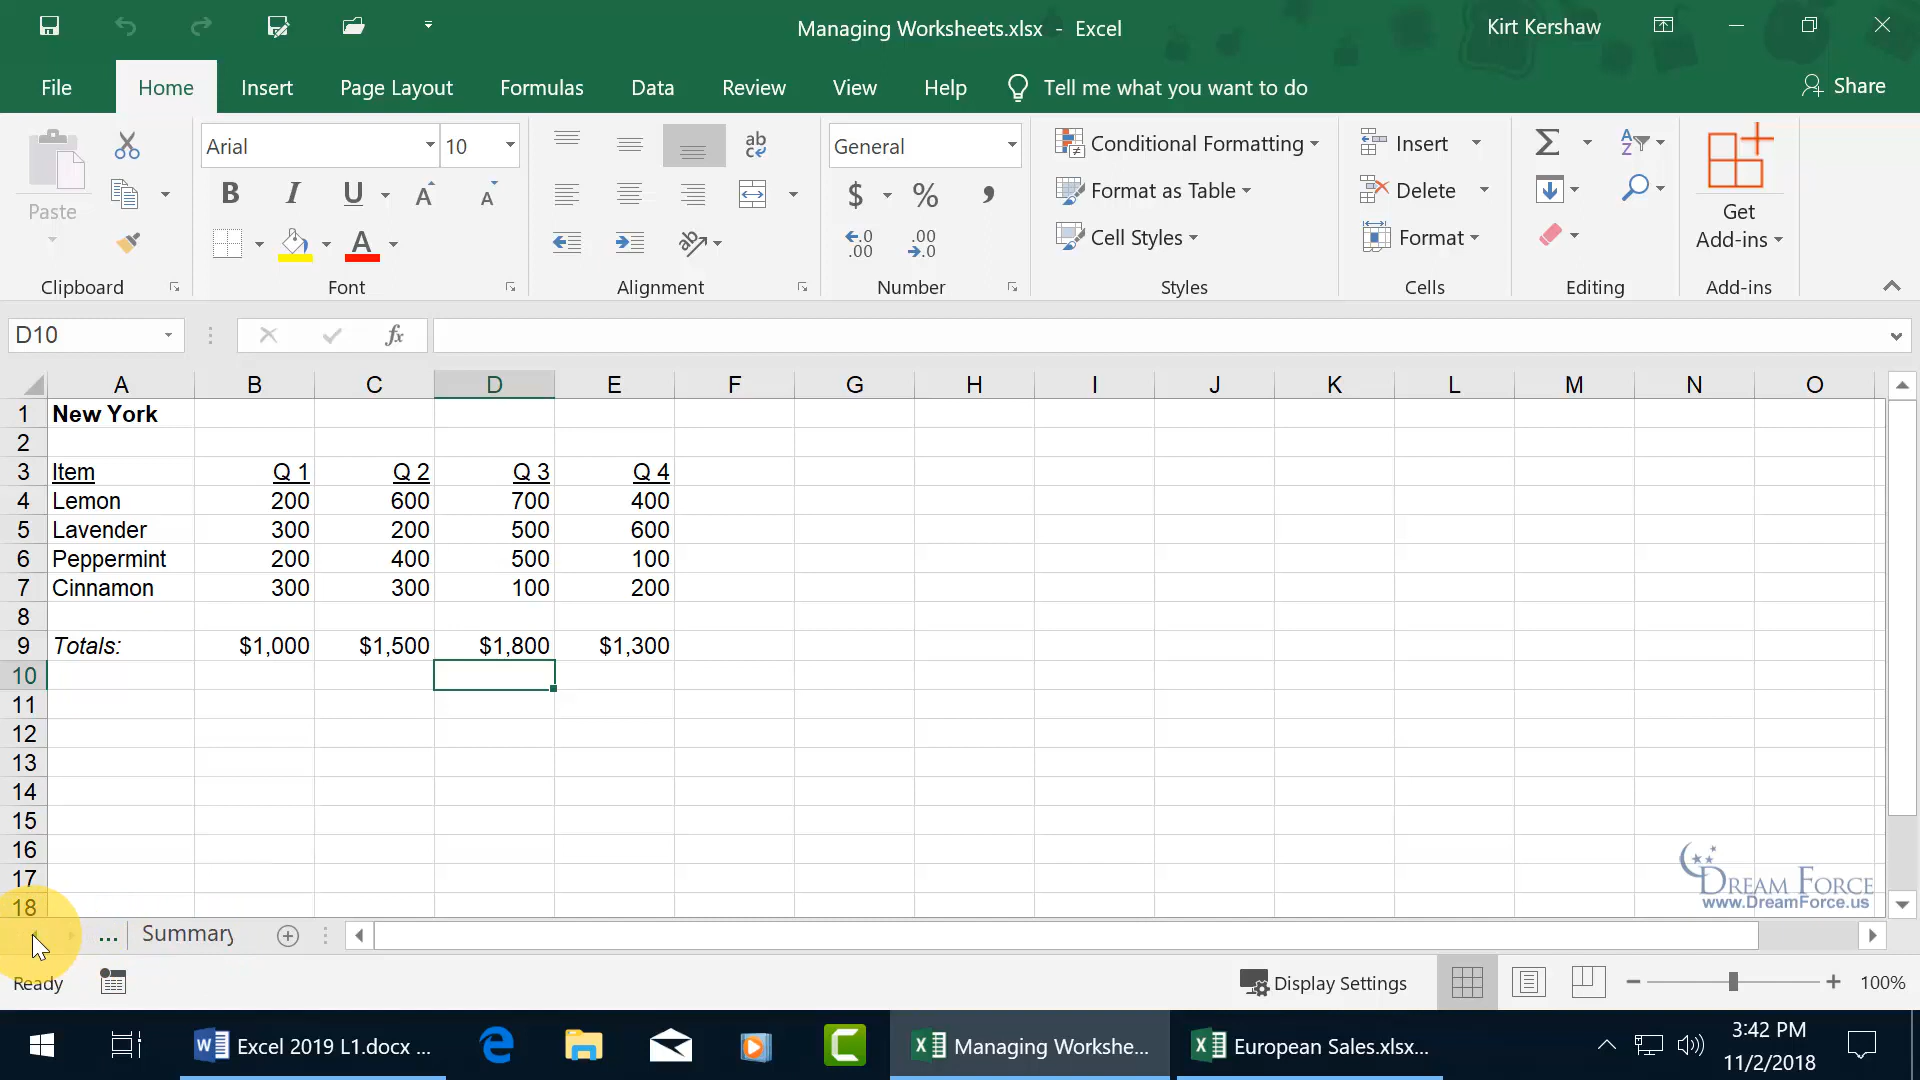 Managing Worksheets.xlsx - Excel
Kirt Kershaw
File Home Insert Page Layout Formulas Data Review View Help Tell me what you want to do Share
Paste
Clipboard
Arial 10
B I U A A
A
Font
ab
c
Alignment
General
$ % ,
.0 .00
.00 .0
Number
Conditional Formatting
Format as Table
Cell Styles
Styles
Insert
Delete
Format
Cells
Σ A Z
Editing
Get
Add-ins
Add-ins
D10 fx
A B C D E F G H I J K L M N O
1 New York
2
3 Item Q 1 Q 2 Q 3 Q 4
4 Lemon 200 600 700 400
5 Lavender 300 200 500 600
6 Peppermint 200 400 500 100
7 Cinnamon 300 300 100 200
8
9 Totals: $1,000 $1,500 $1,800 $1,300
10
11
12
13
14
15
16
17
18
DREAM FORCE
www.DreamForce.us
... Summary
Ready Display Settings 100%
W Excel 2019 L1.docx ... X Managing Workshe... X European Sales.xlsx...
3:42 PM
11/2/2018